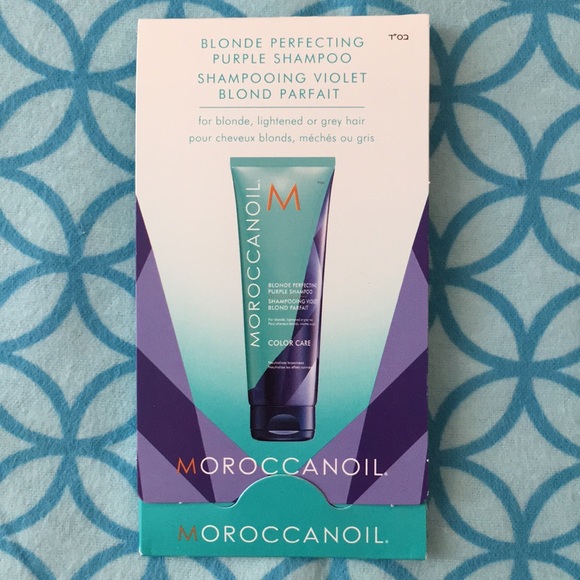 בס"ד
BLONDE PERFECTING
PURPLE SHAMPOO
SHAMPOOING VIOLET
BLOND PARFAIT
for blonde, lightened or grey hair
pour cheveux blonds, méchés ou gris
M
MOROCCANOIL®
BLONDE PERFECTING
PURPLE SHAMPOO
SHAMPOOING VIOLET
BLOND PARFAIT
COLOR CARE
MOROCCANOIL®
MOROCCANOIL®